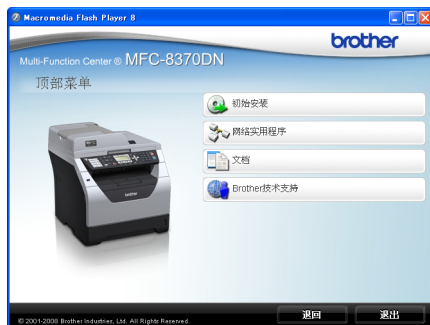 Macromedia Flash Player 8
brother
Multi-Function Center ® MFC-8370DN
顶部菜单
初始安装
网络实用程序
文档
Brother技术支持
© 2001-2008 Brother Industries, Ltd. All Rights Reserved.
退回
退出